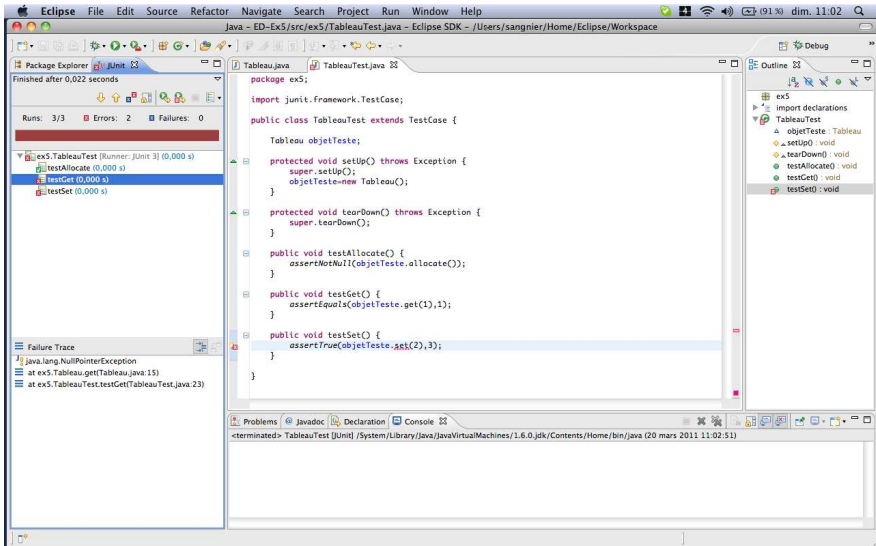 Eclipse File Edit Source Refactor Navigate Search Project Run Window Help (91 %) dim. 11:02
Java – ED-Ex5/src/ex5/TableauTest.java – Eclipse SDK – /Users/sangnier/Home/Eclipse/Workspace
Debug »
Package Explorer JUnit
Finished after 0,022 seconds
Runs: 3/3 Errors: 2 Failures: 0
ex5.TableauTest [Runner: JUnit 3] (0,000 s)
testAllocate (0,000 s)
testGet (0,000 s)
testSet (0,000 s)
Failure Trace
java.lang.NullPointerException
at ex5.Tableau.get(Tableau.java:15)
at ex5.TableauTest.testGet(TableauTest.java:23)
Tableau.java TableauTest.java
package ex5;
import junit.framework.TestCase;
public class TableauTest extends TestCase {
Tableau objetTeste;
protected void setUp() throws Exception {
super.setUp();
objetTeste=new Tableau();
}
protected void tearDown() throws Exception {
super.tearDown();
}
public void testAllocate() {
assertNotNull(objetTeste.allocate());
}
public void testGet() {
assertEquals(objetTeste.get(1),1);
}
public void testSet() {
assertTrue(objetTeste.set(2),3);
}
}
Outline
ex5
import declarations
TableauTest
objetTeste : Tableau
setUp() : void
tearDown() : void
testAllocate() : void
testGet() : void
testSet() : void
Problems Javadoc Declaration Console
<terminated> TableauTest [JUnit] /System/Library/Java/JavaVirtualMachines/1.6.0.jdk/Contents/Home/bin/java (20 mars 2011 11:02:51)